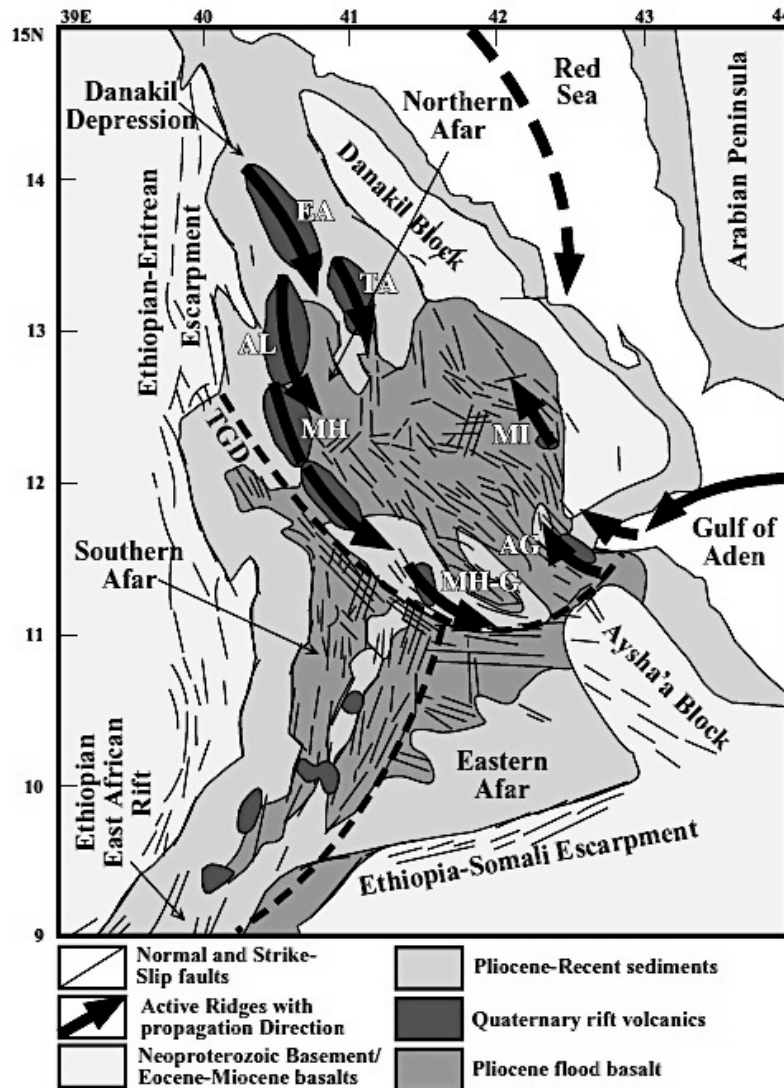 39E 40 41 42 43 44
15N
Red
Sea
Arabian Peninsula
Danakil
Depression
Northern
Afar
Danakil Block
14
EA
TA
Ethiopian-Eritrean
Escarpment
13
AL
MH
MI
TGD
12
Gulf of
Aden
AG
Southern
Afar
MH-G
11
Aysha'a Block
Ethiopian
East African
Rift
10
Eastern
Afar
Ethiopia-Somali Escarpment
9
Normal and Strike-
Slip faults
Active Ridges with
propagation Direction
Neoproterozoic Basement/
Eocene-Miocene basalts
Pliocene-Recent sediments
Quaternary rift volcanics
Pliocene flood basalt